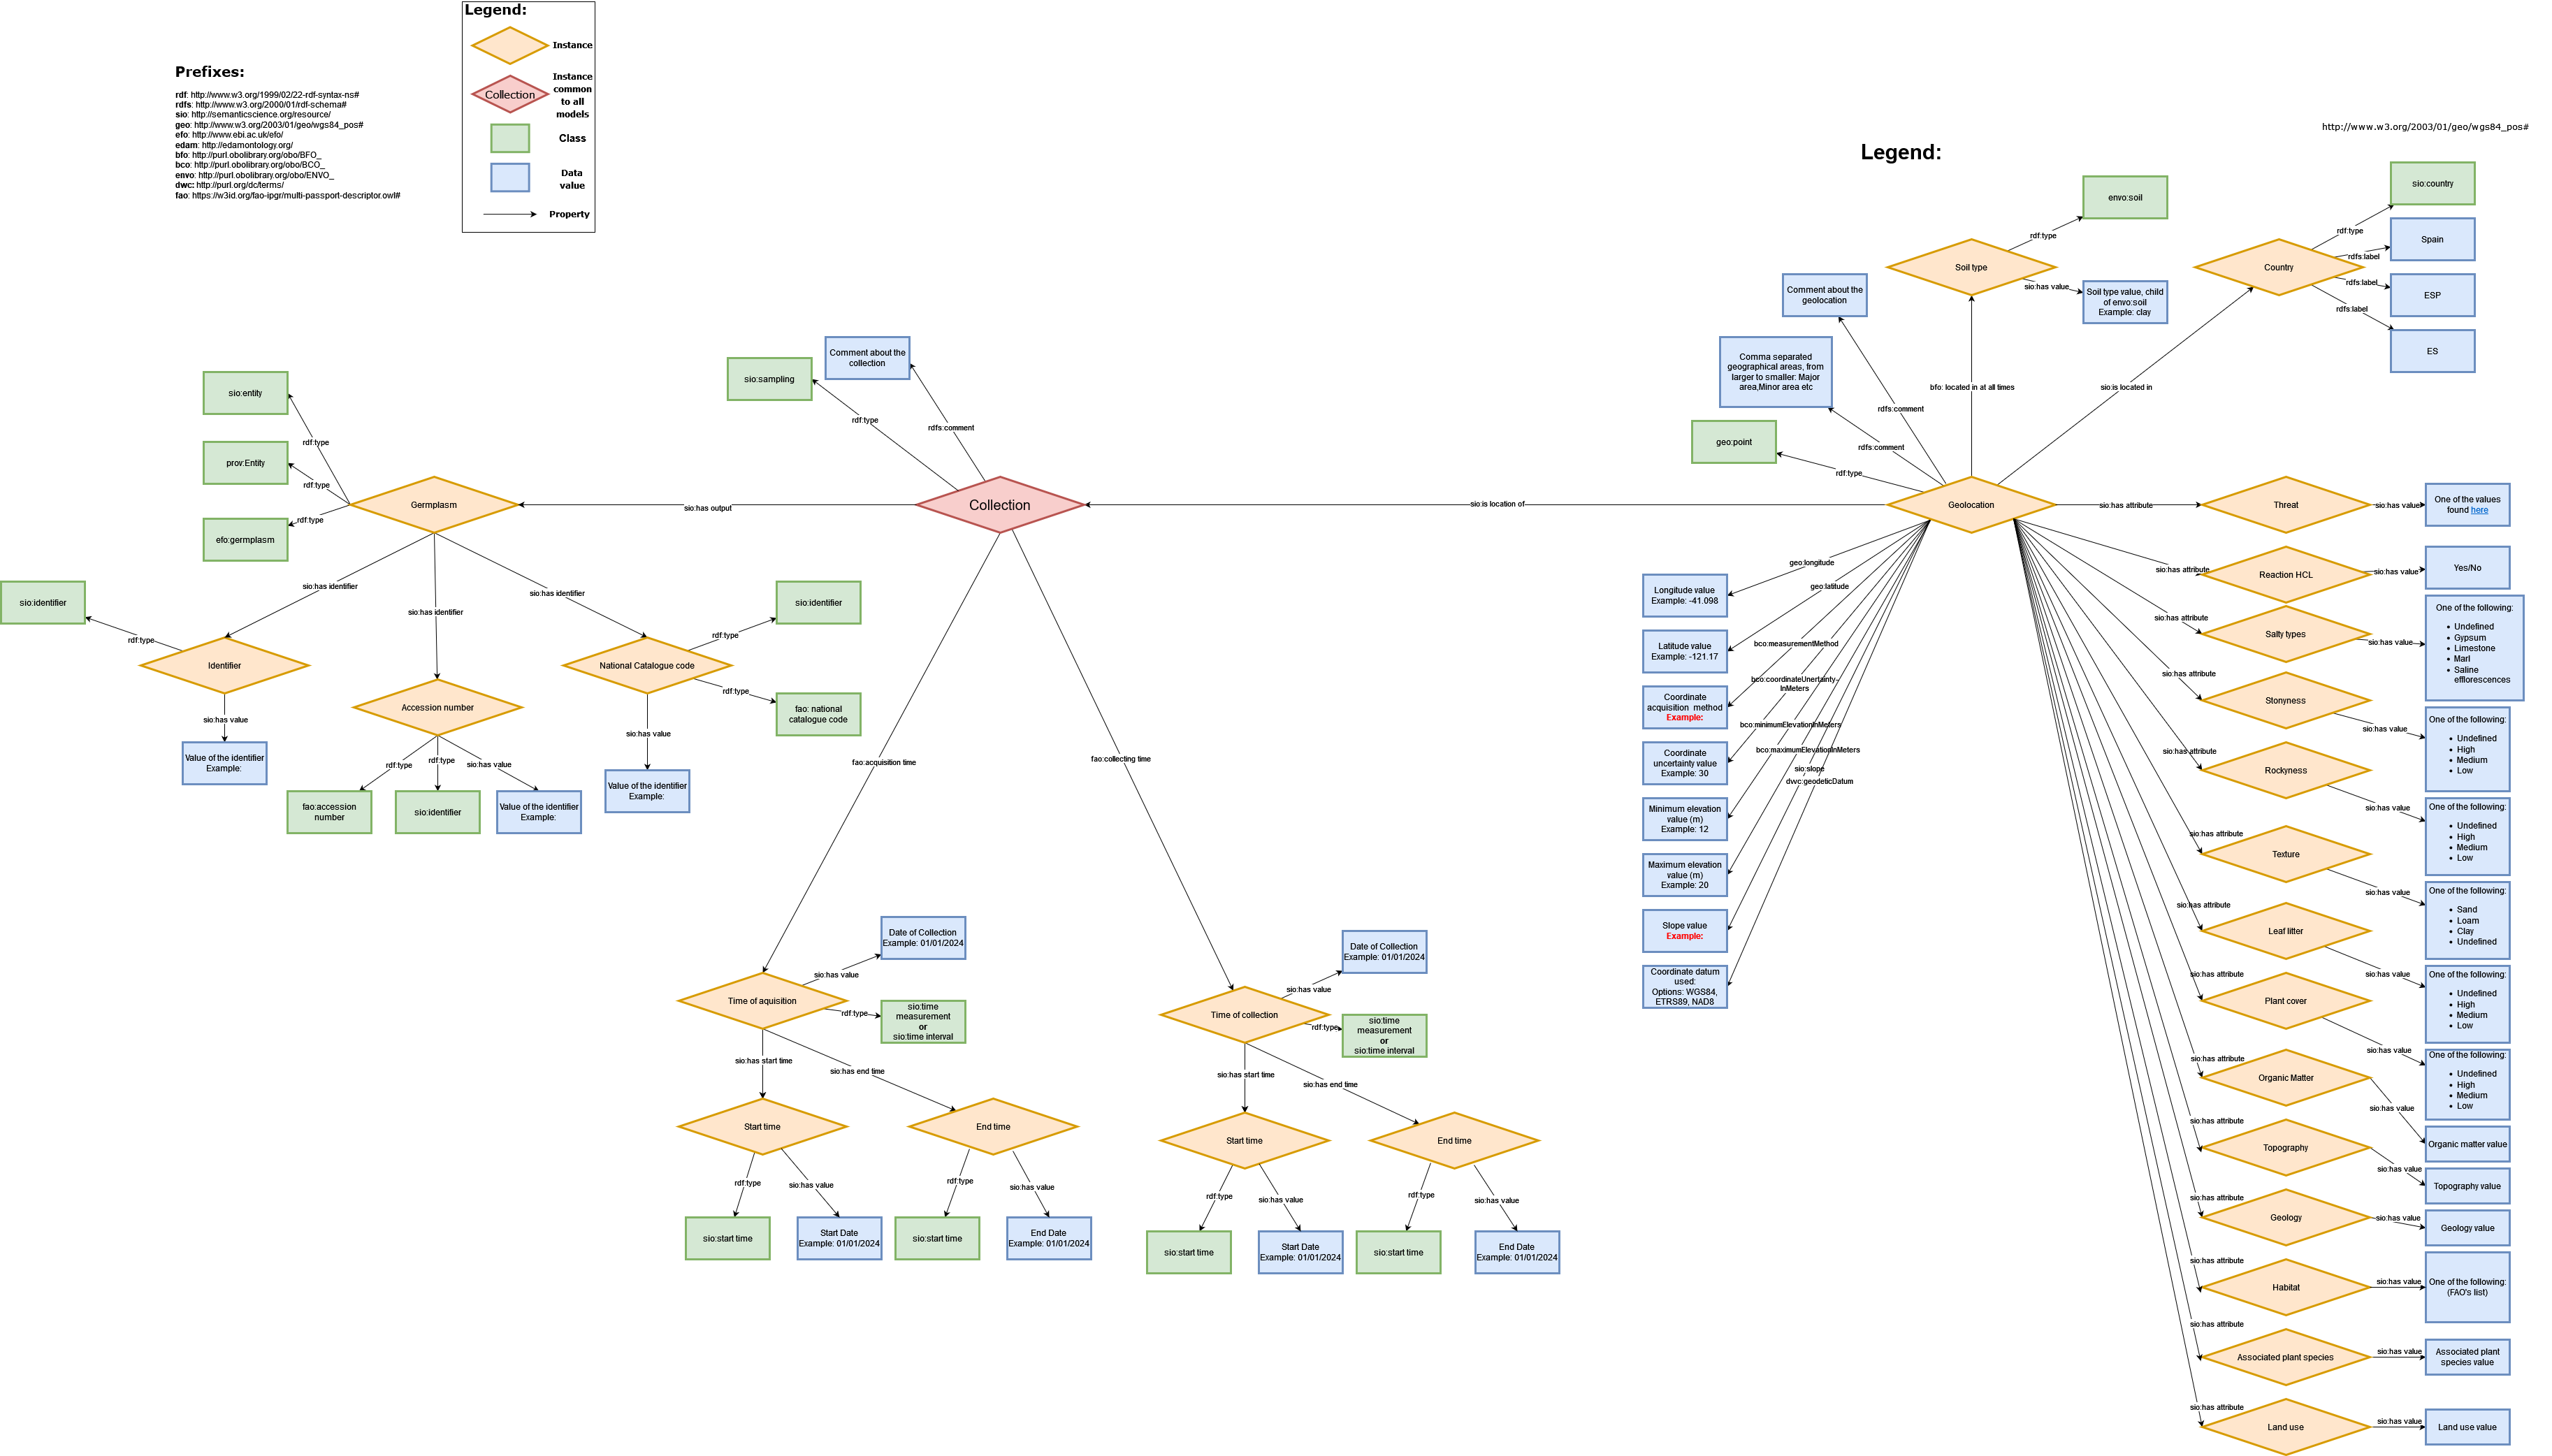 Legend:
Instance
Collection
Instance
common
to all
models
Class
Data
value
Property
Prefixes:
rdf: http://www.w3.org/1999/02/22-rdf-syntax-ns#
rdfs: http://www.w3.org/2000/01/rdf-schema#
sio: http://semanticscience.org/resource/
geo: http://www.w3.org/2003/01/geo/wgs84_pos#
efo: http://www.ebi.ac.uk/efo/
edam: http://edamontology.org/
bfo: http://purl.obolibrary.org/obo/BFO_
bco: http://purl.obolibrary.org/obo/BCO_
envo: http://purl.obolibrary.org/obo/ENVO_
dwc: http://purl.org/dc/terms/
fao: https://w3id.org/fao-ipgr/multi-passport-descriptor.owl#
http://www.w3.org/2003/01/geo/wgs84_pos#
Legend:
sio:entity
prov:Entity
efo:germplasm
rdf:type
rdf:type
rdf:type
Germplasm
sio:has output
sio:has identifier
sio:has identifier
sio:has identifier
sio:identifier
rdf:type
Identifier
sio:has value
Value of the identifier
Example:
Accession number
rdf:type
rdf:type
sio:has value
fao:accession
number
sio:identifier
Value of the identifier
Example:
National Catalogue code
rdf:type
sio:identifier
rdf:type
fao: national
catalogue code
sio:has value
Value of the identifier
Example:
sio:sampling
Comment about the
collection
rdf:type
rdfs:comment
Collection
sio:is location of
fao:acquisition time
fao:collecting time
Time of aquisition
sio:has value
Date of Collection
Example: 01/01/2024
rdf:type
sio:time
measurement
or
sio:time interval
sio:has start time
sio:has end time
Start time
End time
rdf:type
sio:has value
rdf:type
sio:has value
sio:start time
Start Date
Example: 01/01/2024
sio:start time
End Date
Example: 01/01/2024
Time of collection
sio:has value
Date of Collection
Example: 01/01/2024
rdf:type
sio:time
measurement
or
sio:time interval
sio:has start time
sio:has end time
Start time
End time
rdf:type
sio:has value
rdf:type
sio:has value
sio:start time
Start Date
Example: 01/01/2024
sio:start time
End Date
Example: 01/01/2024
Geolocation
geo:point
rdf:type
Comma separated
geographical areas, from
larger to smaller: Major
area,Minor area etc
rdfs:comment
Comment about the
geolocation
rdfs:comment
bfo: located in at all times
Soil type
rdf:type
envo:soil
sio:has value
Soil type value, child
of envo:soil
Example: clay
sio:is located in
Country
rdf:type
sio:country
rdfs:label
Spain
rdfs:label
ESP
rdfs:label
ES
geo:longitude
Longitude value
Example: -41.098
geo:latitude
Latitude value
Example: -121.17
bco:measurementMethod
Coordinate
acquisition method
Example:
bco:coordinateUnertainty-
InMeters
Coordinate
uncertainty value
Example: 30
bco:minimumElevationInMeters
Minimum elevation
value (m)
Example: 12
bco:maximumElevationInMeters
Maximum elevation
value (m)
Example: 20
sio:slope
Slope value
Example:
dwc:geodeticDatum
Coordinate datum
used:
Options: WGS84,
ETRS89, NAD8
sio:has attribute
Threat
sio:has value
One of the values
found here
sio:has attribute
Reaction HCL
sio:has value
Yes/No
sio:has attribute
Salty types
sio:has value
One of the following:
• Undefined
• Gypsum
• Limestone
• Marl
• Saline
efflorescences
sio:has attribute
Stonyness
sio:has value
One of the following:
• Undefined
• High
• Medium
• Low
sio:has attribute
Rockyness
sio:has value
One of the following:
• Undefined
• High
• Medium
• Low
sio:has attribute
Texture
sio:has value
One of the following:
• Sand
• Loam
• Clay
• Undefined
sio:has attribute
Leaf litter
sio:has value
One of the following:
• Undefined
• High
• Medium
• Low
sio:has attribute
Plant cover
sio:has value
One of the following:
• Undefined
• High
• Medium
• Low
sio:has attribute
Organic Matter
sio:has value
Organic matter value
sio:has attribute
Topography
sio:has value
Topography value
sio:has attribute
Geology
sio:has value
Geology value
sio:has attribute
Habitat
sio:has value
One of the following:
(FAO's list)
sio:has attribute
Associated plant species
sio:has value
Associated plant
species value
sio:has attribute
Land use
sio:has value
Land use value